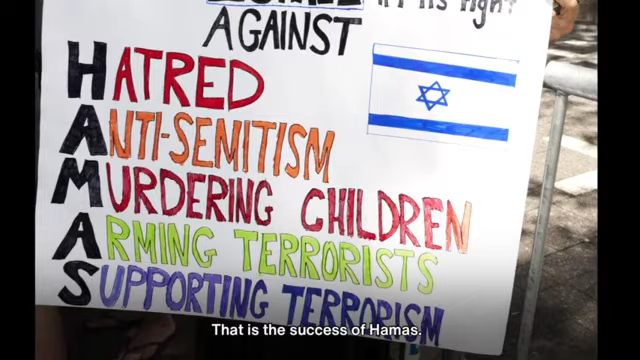 AGAINST
HATRED
ANTI-SEMITISM
MURDERING CHILDREN
ARMING TERRORISTS
SUPPORTING TERRORISM
That is the success of Hamas.